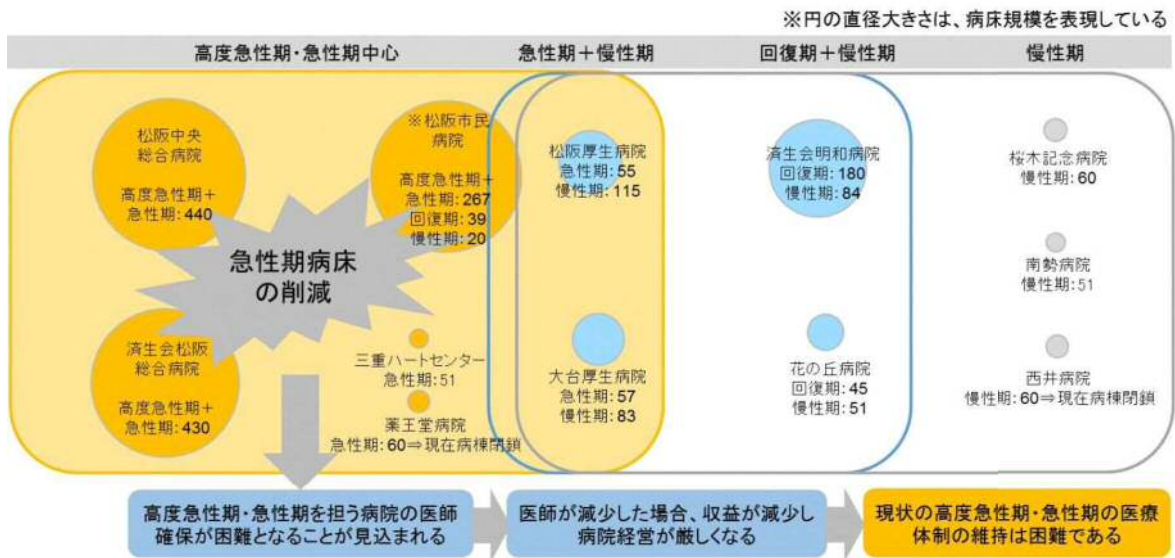 ※円の直径大きさは、病床規模を表現している
高度急性期・急性期中心
急性期＋慢性期
回復期＋慢性期
慢性期
松阪中央
総合病院
高度急性期＋
急性期:440
※松阪市民
病院
高度急性期＋
急性期:267
回復期:39
慢性期:20
急性期病床
の削減
済生会松阪
総合病院
高度急性期＋
急性期:430
三重ハートセンター
急性期:51
薬王堂病院
急性期:60⇒現在病棟閉鎖
松阪厚生病院
急性期:55
慢性期:115
大台厚生病院
急性期:57
慢性期:83
済生会明和病院
回復期:180
慢性期:84
花の丘病院
回復期:45
慢性期:51
桜木記念病院
慢性期:60
南勢病院
慢性期:51
西井病院
慢性期:60⇒現在病棟閉鎖
高度急性期・急性期を担う病院の医師
確保が困難となることが見込まれる
医師が減少した場合、収益が減少し
病院経営が厳しくなる
現状の高度急性期・急性期の医療
体制の維持は困難である